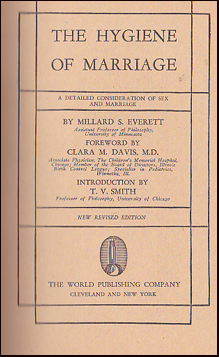 THE HYGIENE
OF MARRIAGE
A DETAILED CONSIDERATION OF SEX
AND MARRIAGE
BY MILLARD S. EVERETT
Assistant Professor of Philosophy,
University of Minnesota
FOREWORD BY
CLARA M. DAVIS, M.D.
Associate Physician, The Children's Memorial Hospital,
Chicago; Member of the Board of Directors, Illinois
Birth Control League; Specialist in Pediatrics,
Winnetka, Ill.
INTRODUCTION BY
T. V. SMITH
Professor of Philosophy, University of Chicago
NEW REVISED EDITION
THE WORLD PUBLISHING COMPANY
CLEVELAND AND NEW YORK